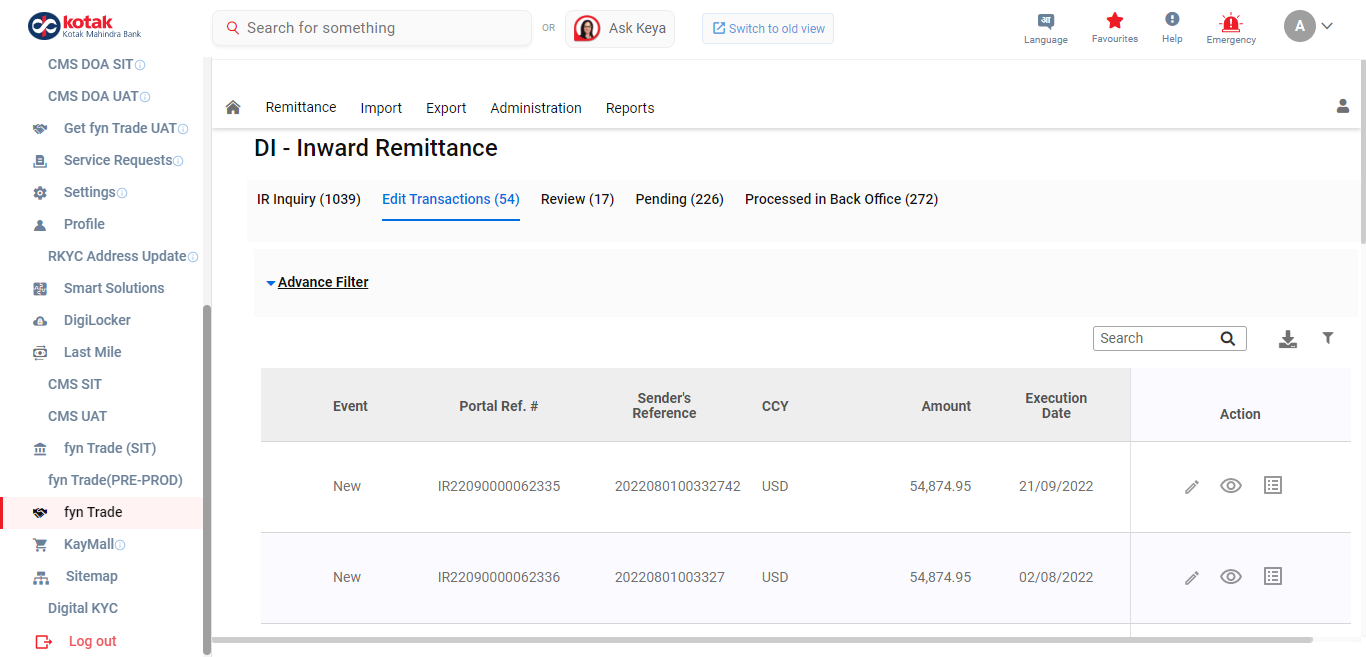 kotak
Kotak Mahindra Bank
Search for something
OR
Ask Keya
Switch to old view
Language
Favourites
Help
Emergency
A
CMS DOA SIT
CMS DOA UAT
Get fyn Trade UAT
Service Requests
Settings
Profile
RKYC Address Update
Smart Solutions
DigiLocker
Last Mile
CMS SIT
CMS UAT
fyn Trade (SIT)
fyn Trade(PRE-PROD)
fyn Trade
KayMall
Sitemap
Digital KYC
Log out
Remittance Import Export Administration Reports
DI - Inward Remittance
IR Inquiry (1039) Edit Transactions (54) Review (17) Pending (226) Processed in Back Office (272)
Advance Filter
Search
Event Portal Ref. # Sender's Reference CCY Amount Execution Date Action
New IR22090000062335 2022080100332742 USD 54,874.95 21/09/2022
New IR22090000062336 20220801003327 USD 54,874.95 02/08/2022